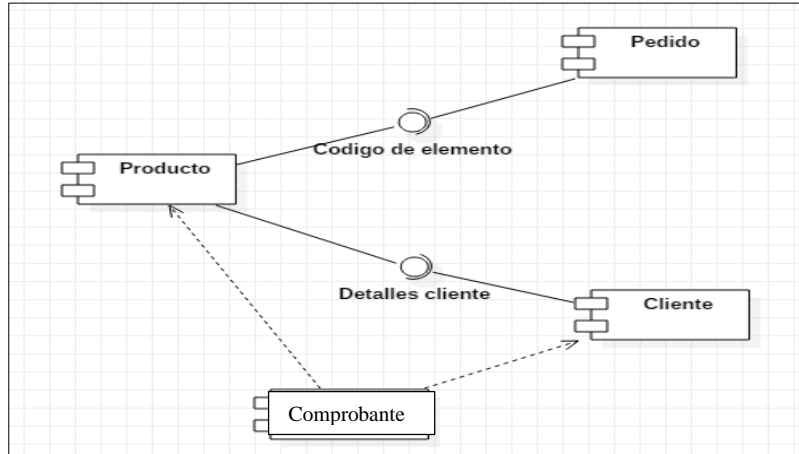 Pedido
Codigo de elemento
Producto
Detalles cliente
Cliente
Comprobante